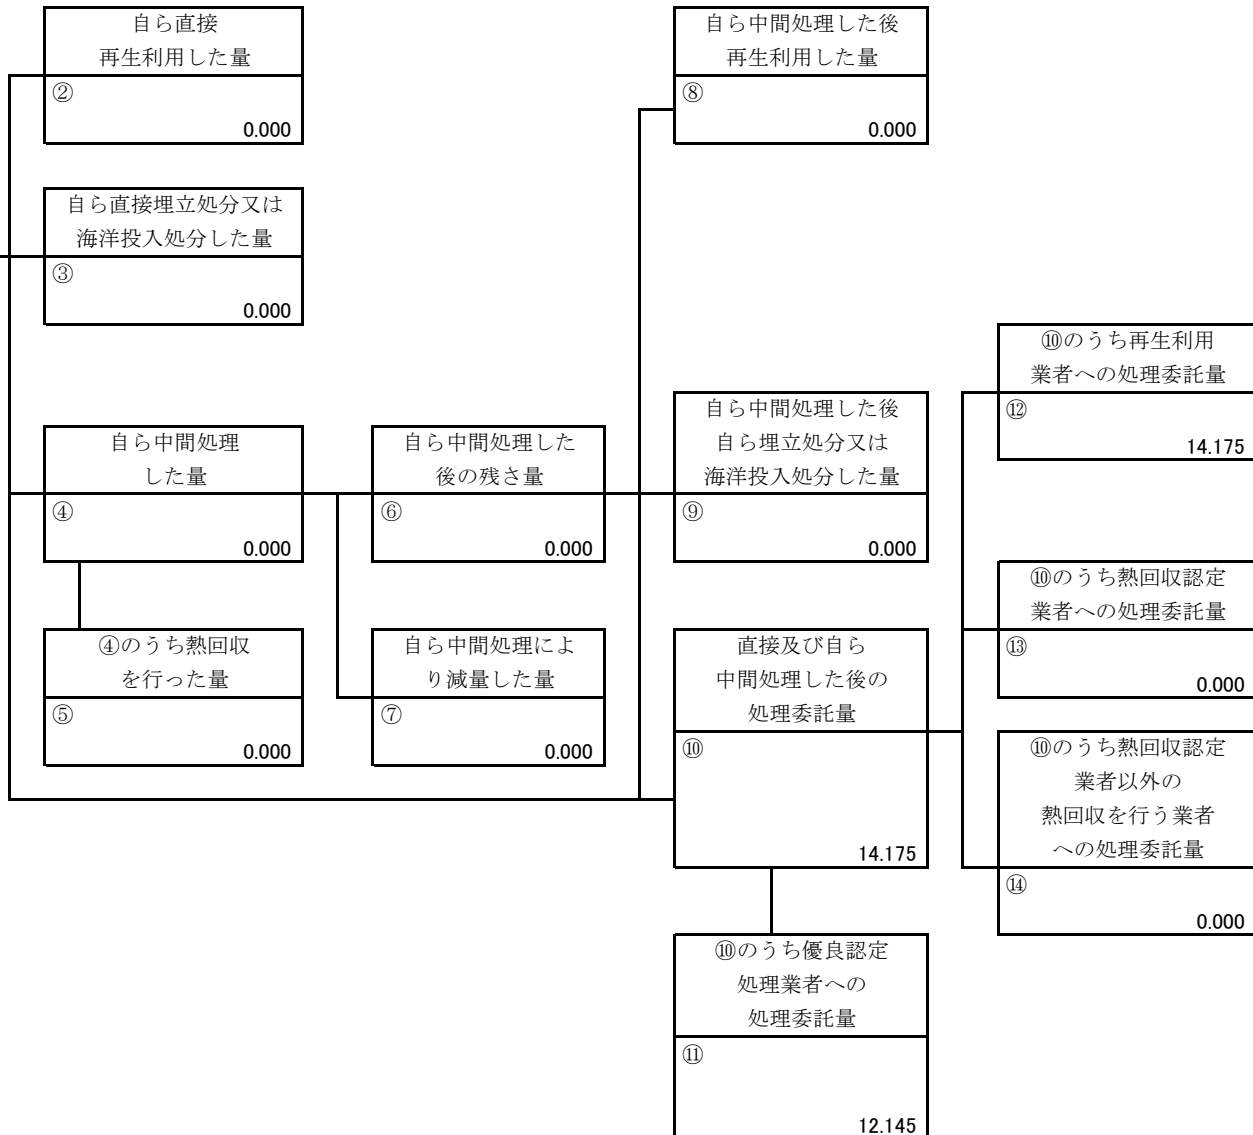 自ら直接
再生利用した量
②
0.000
自ら中間処理した後
再生利用した量
⑧
0.000
自ら直接埋立処分又は
海洋投入処分した量
③
0.000
⑩のうち再生利用
業者への処理委託量
⑫
14.175
自ら中間処理
した量
④
0.000
自ら中間処理した
後の残さ量
⑥
0.000
自ら中間処理した後
自ら埋立処分又は
海洋投入処分した量
⑨
0.000
⑩のうち熱回収認定
業者への処理委託量
⑬
0.000
④のうち熱回収
を行った量
⑤
0.000
自ら中間処理によ
り減量した量
⑦
0.000
直接及び自ら
中間処理した後の
処理委託量
⑩
14.175
⑩のうち熱回収認定
業者以外の
熱回収を行う業者
への処理委託量
⑭
0.000
⑩のうち優良認定
処理業者への
処理委託量
⑪
12.145